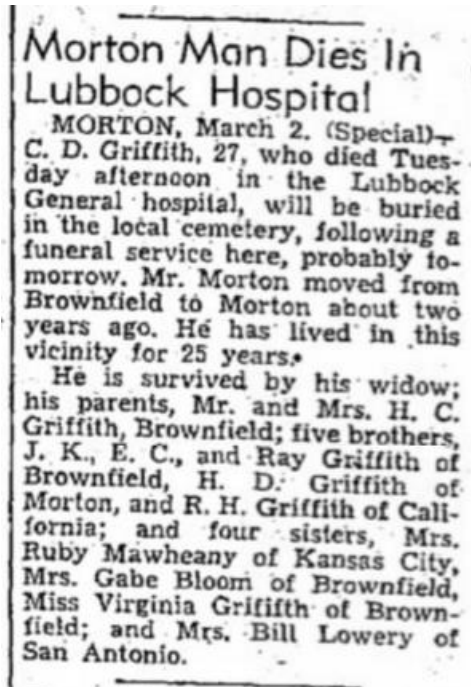 Morton Man Dies In
Lubbock Hospital
MORTON, March 2. (Special)—
C. D. Griffith, 27, who died Tues-
day afternoon in the Lubbock
General hospital, will be buried
in the local cemetery, following a
funeral service here, probably to-
morrow. Mr. Morton moved from
Brownfield to Morton about two
years ago. He has lived in this
vicinity for 25 years.
He is survived by his widow;
his parents, Mr. and Mrs. H. C.
Griffith, Brownfield; five brothers,
J. K., E. C., and Ray Griffith of
Brownfield, H. D. Griffith of
Morton, and R. H. Griffith of Cali-
fornia; and four sisters, Mrs.
Ruby Mawheany of Kansas City,
Mrs. Gabe Bloom of Brownfield,
Miss Virginia Grififth of Brown-
field; and Mrs. Bill Lowery of
San Antonio.